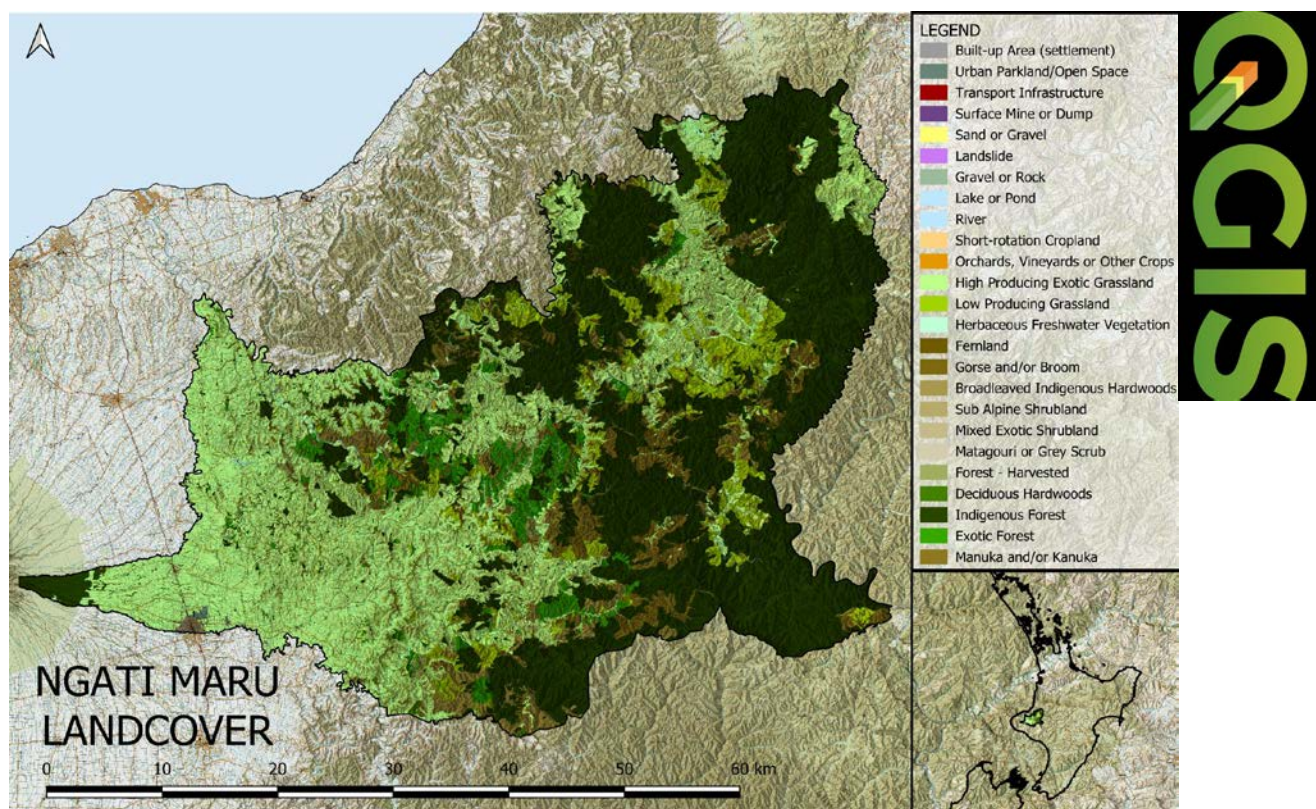 NGATI MARU
LANDCOVER
0 10 20 30 40 50 60 km
LEGEND
Built-up Area (settlement)
Urban Parkland/Open Space
Transport Infrastructure
Surface Mine or Dump
Sand or Gravel
Landslide
Gravel or Rock
Lake or Pond
River
Short-rotation Cropland
Orchards, Vineyards or Other Crops
High Producing Exotic Grassland
Low Producing Grassland
Herbaceous Freshwater Vegetation
Fernland
Gorse and/or Broom
Broadleaved Indigenous Hardwoods
Sub Alpine Shrubland
Mixed Exotic Shrubland
Matagouri or Grey Scrub
Forest - Harvested
Deciduous Hardwoods
Indigenous Forest
Exotic Forest
Manuka and/or Kanuka
QGIS